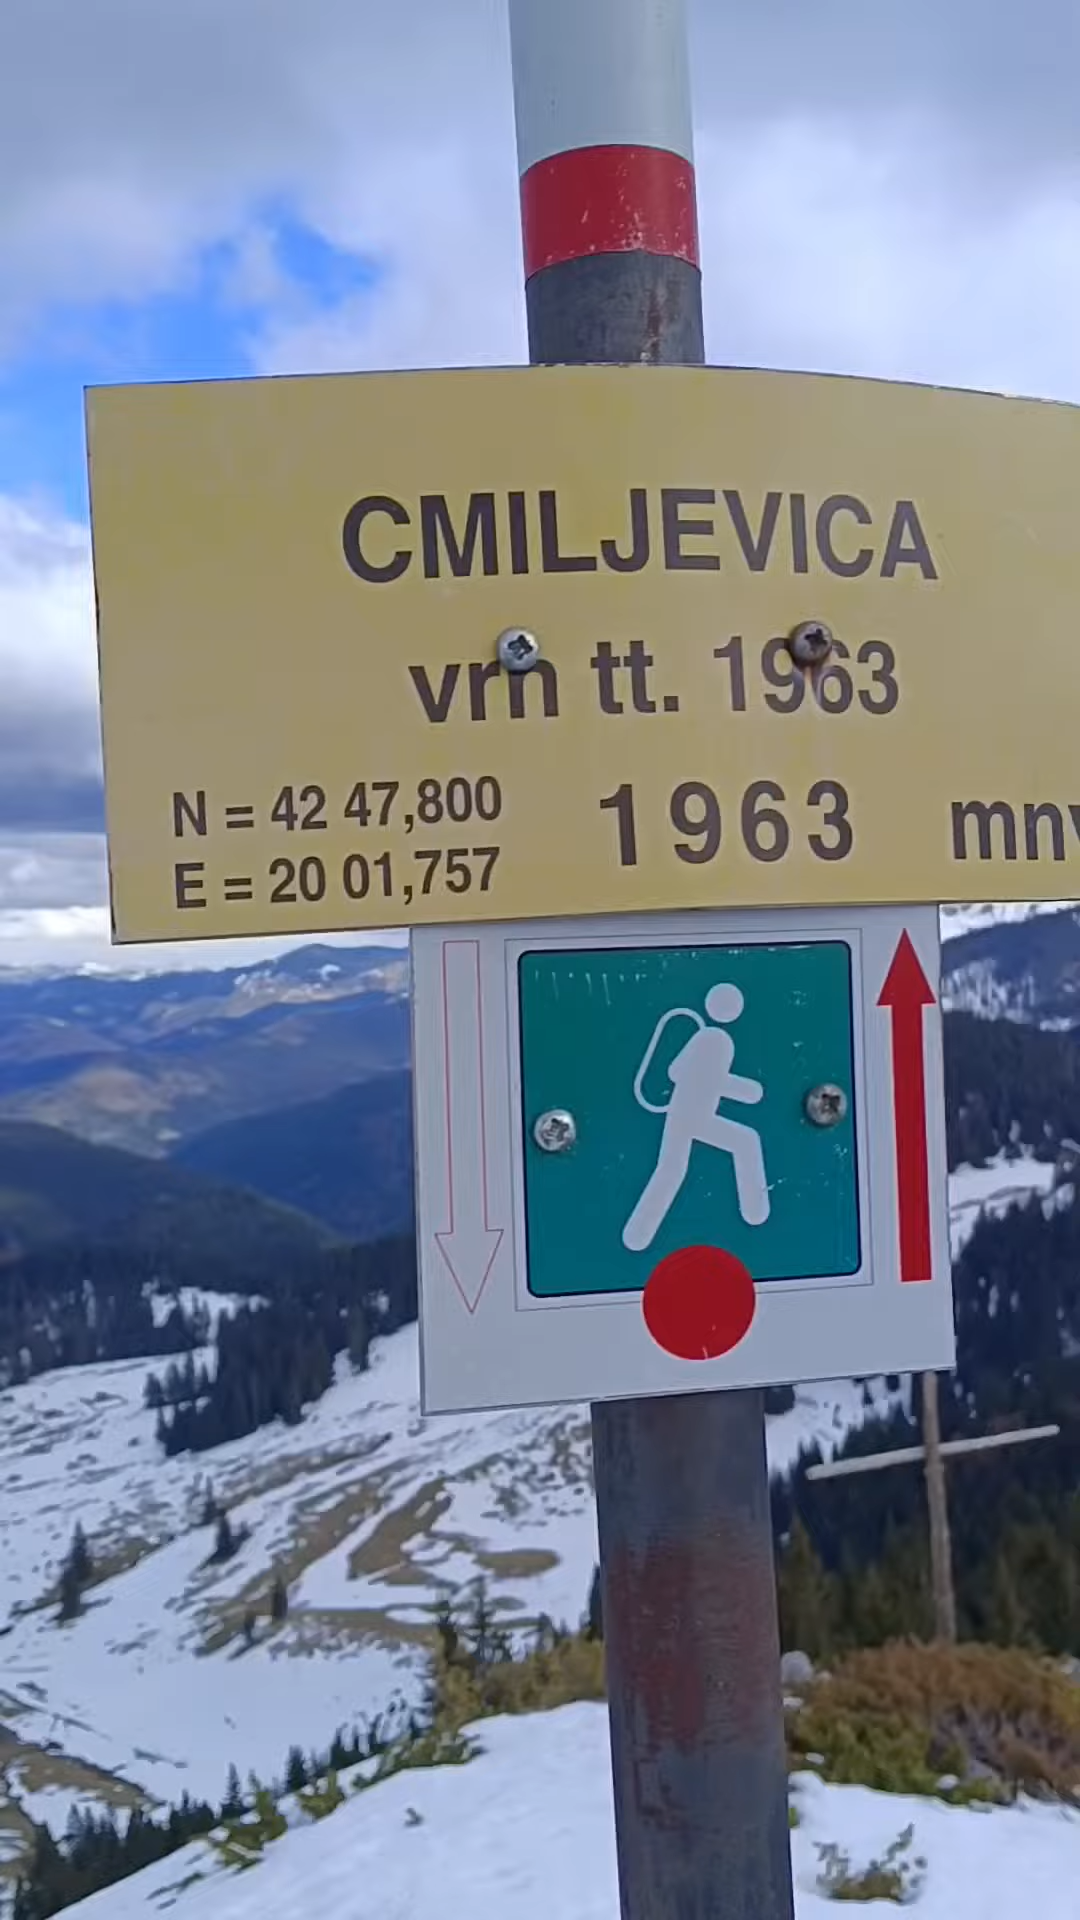 CMILJEVICA
vrh tt. 1963
N = 42 47,800
E = 20 01,757
1963